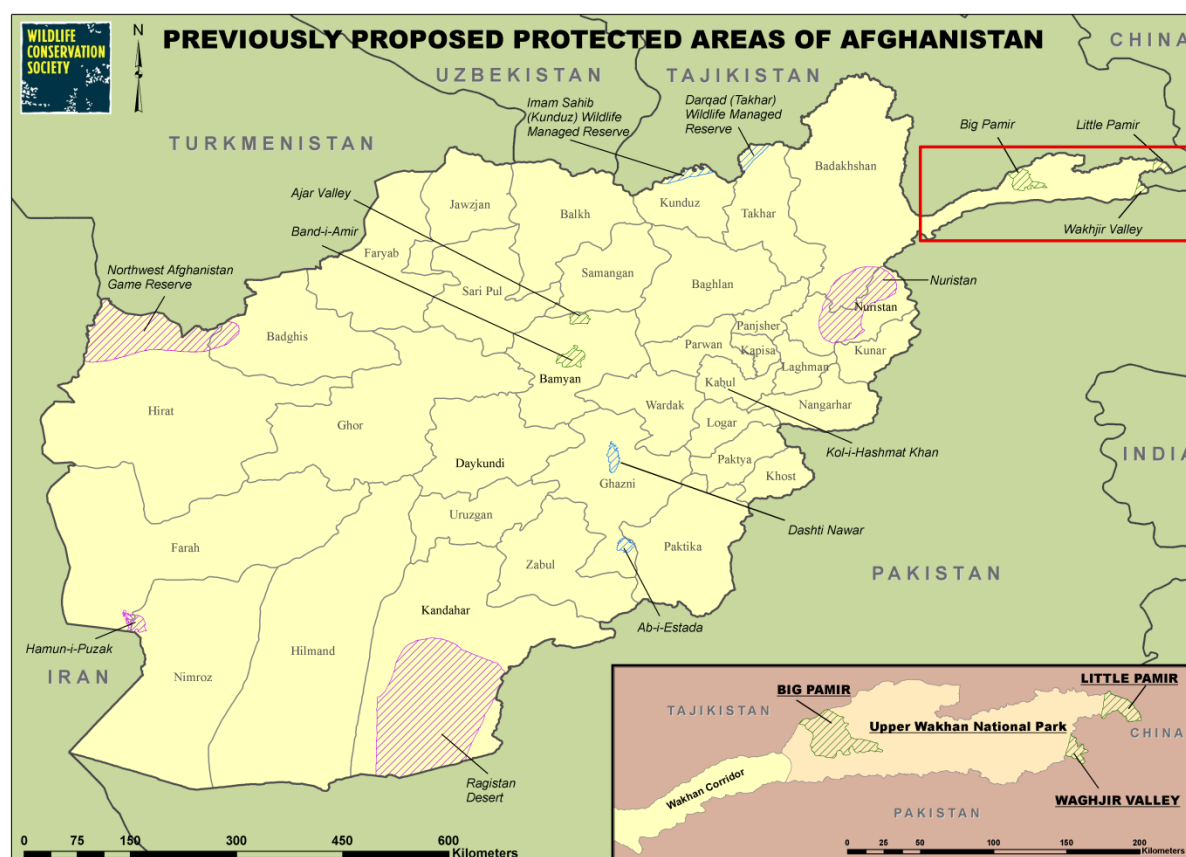 WILDLIFE
CONSERVATION
SOCIETY
N
PREVIOUSLY PROPOSED PROTECTED AREAS OF AFGHANISTAN
CHINA
UZBEKISTAN
TAJIKISTAN
TURKMENISTAN
Imam Sahib
(Kunduz) Wildlife
Managed Reserve
Darqad (Takhar)
Wildlife Managed
Reserve
Big Pamir
Little Pamir
Badakhshan
Ajar Valley
Jawzjan
Balkh
Kunduz
Takhar
Wakhjir Valley
Band-i-Amir
Faryab
Northwest Afghanistan
Game Reserve
Samangan
Sari Pul
Baghlan
Nuristan
Nuristan
Badghis
Panjsher
Parwan
Kapisa
Kunar
Laghman
Bamyan
Kabul
Hirat
Wardak
Nangarhar
Ghor
Logar
Kol-i-Hashmat Khan
INDIA
Daykundi
Paktya
Khost
Ghazni
Uruzgan
Dashti Nawar
Farah
Zabul
Paktika
PAKISTAN
Kandahar
Ab-i-Estada
Hamun-i-Puzak
Hilmand
IRAN
Nimroz
Ragistan
Desert
BIG PAMIR
LITTLE PAMIR
TAJIKISTAN
Upper Wakhan National Park
CHINA
Wakhan Corridor
WAGHJIR VALLEY
PAKISTAN
0 75 150 300 450 600
Kilometers
0 25 50 100 150 200
Kilometers